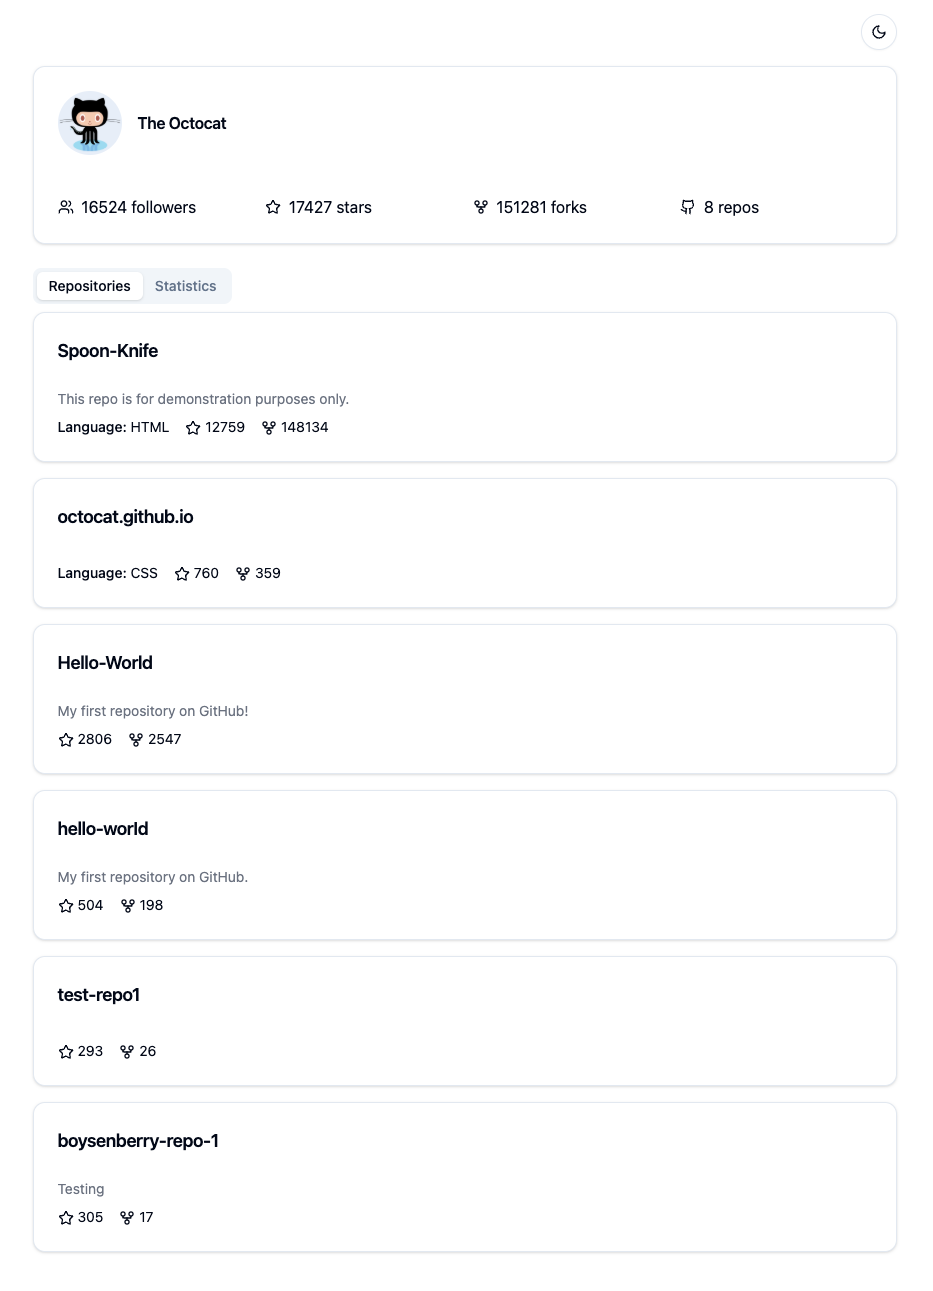 The Octocat
16524 followers 17427 stars 151281 forks 8 repos
Repositories Statistics
Spoon-Knife
This repo is for demonstration purposes only.
Language: HTML 12759 148134
octocat.github.io
Language: CSS 760 359
Hello-World
My first repository on GitHub!
2806 2547
hello-world
My first repository on GitHub.
504 198
test-repo1
293 26
boysenberry-repo-1
Testing
305 17